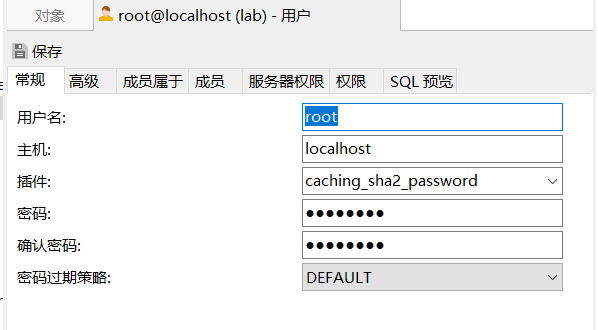 对象 root@localhost (lab) - 用户
保存
常规 高级 成员属于 成员 服务器权限 权限 SQL 预览
用户名: root
主机: localhost
插件: caching_sha2_password
密码: ●●●●●●●●
确认密码: ●●●●●●●●
密码过期策略: DEFAULT